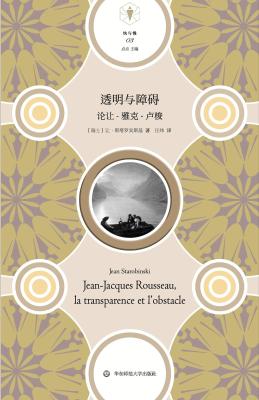 快与慢
03
点点 主编
透明与障碍
论让-雅克·卢梭
[瑞士] 让·斯塔罗宾斯基 著 汪炜 译
Jean Starobinski
Jean-Jacques Rousseau,
la transparence et l'obstacle
华东师范大学出版社